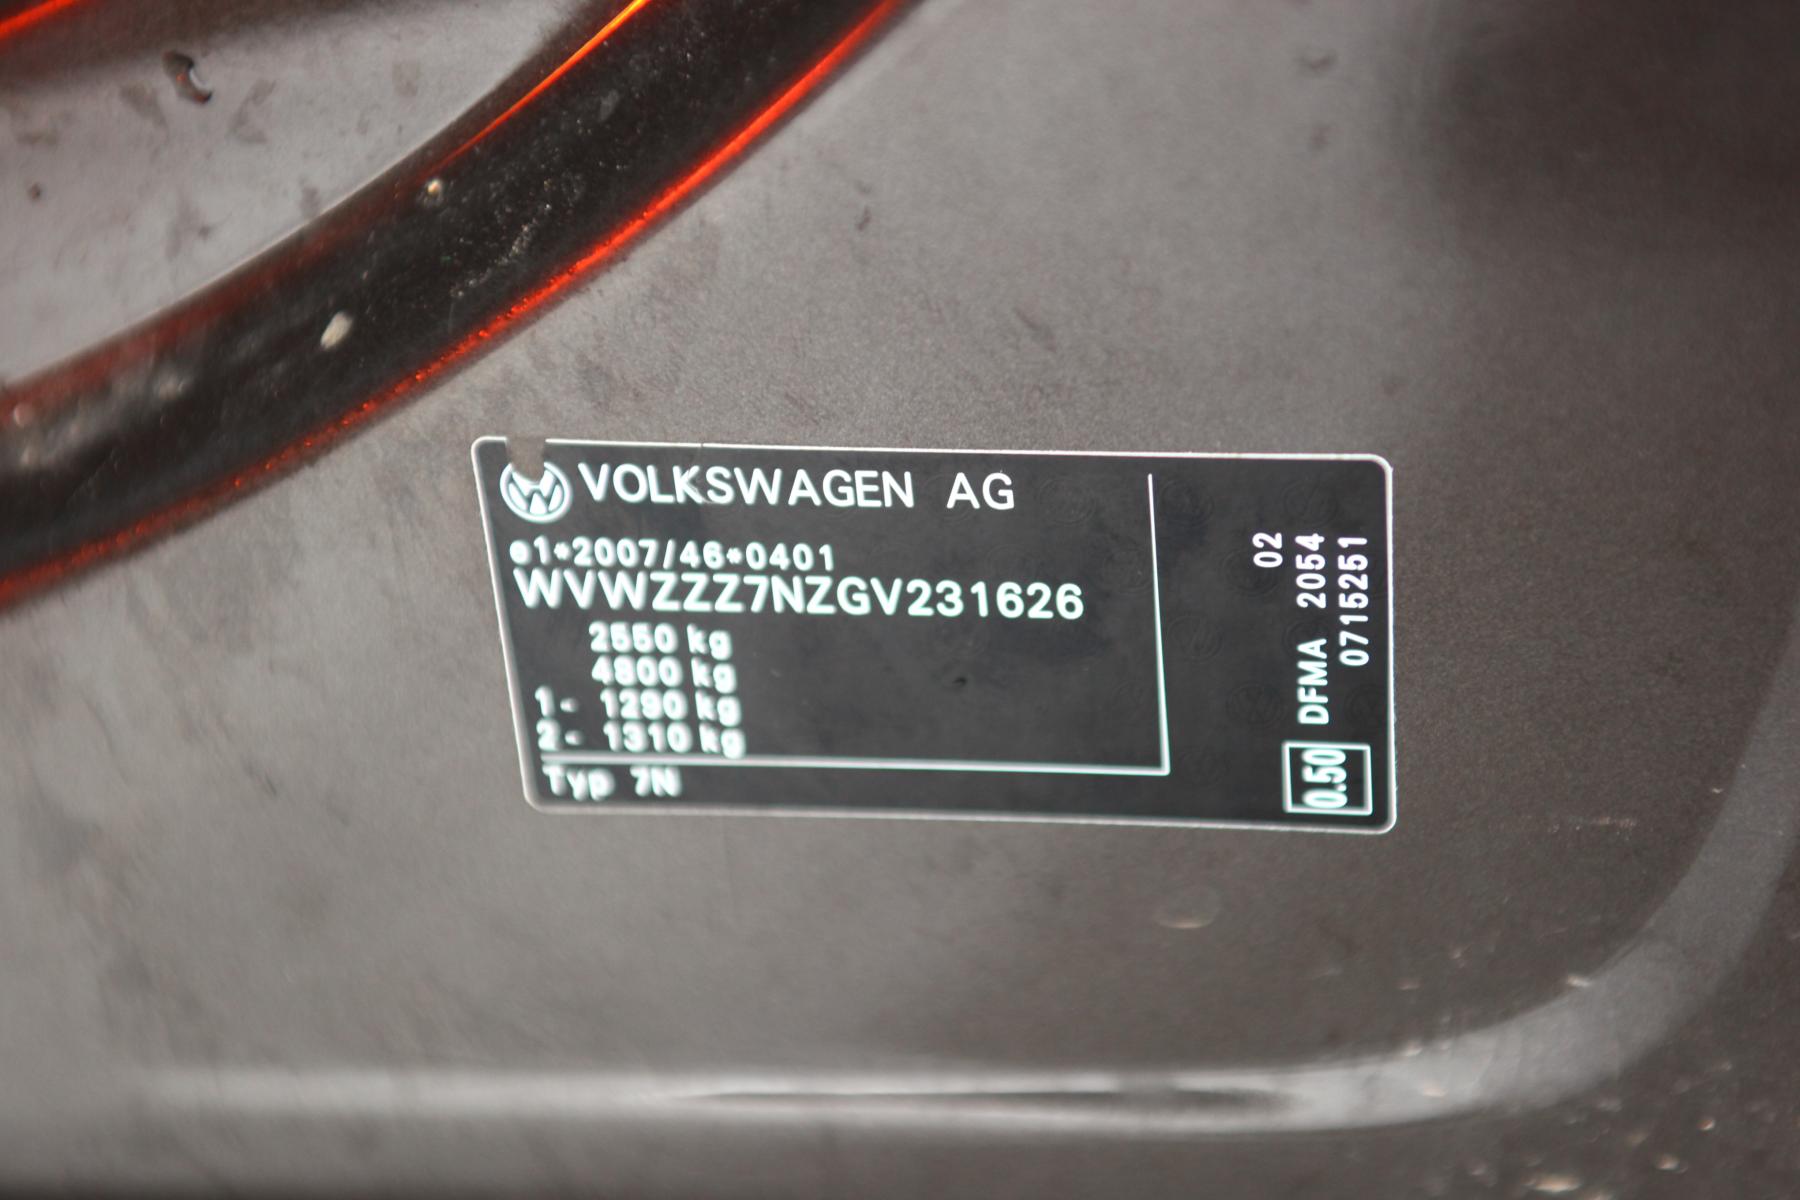 VOLKSWAGEN AG
e1*2007/46*0401
WVWZZZ7NZGV231626
2550 kg
4800 kg
1- 1290 kg
2- 1310 kg
Typ 7N
02
DFMA 2054
0715251
0.50